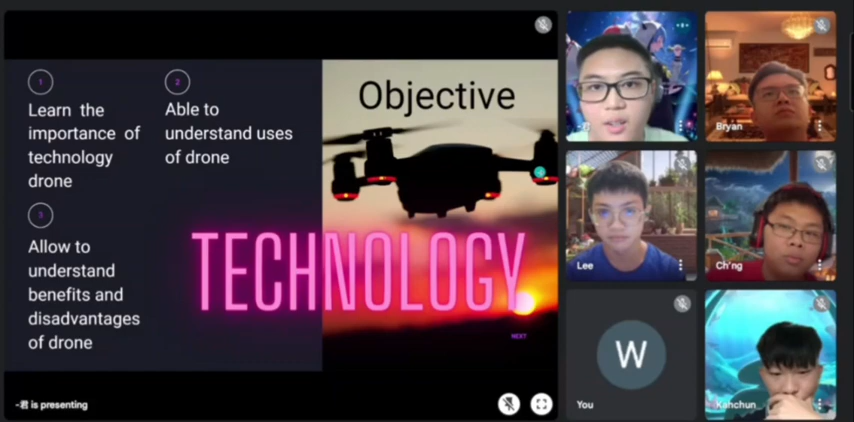 1
Learn the
importance of
technology
drone
2
Able to
understand uses
of drone
3
Allow to
understand
benefits and
disadvantages
of drone
Objective
TECHNOLOGY
NEXT
-君 is presenting
Bryan
Lee
Ch'ng
W
You
Kahchun